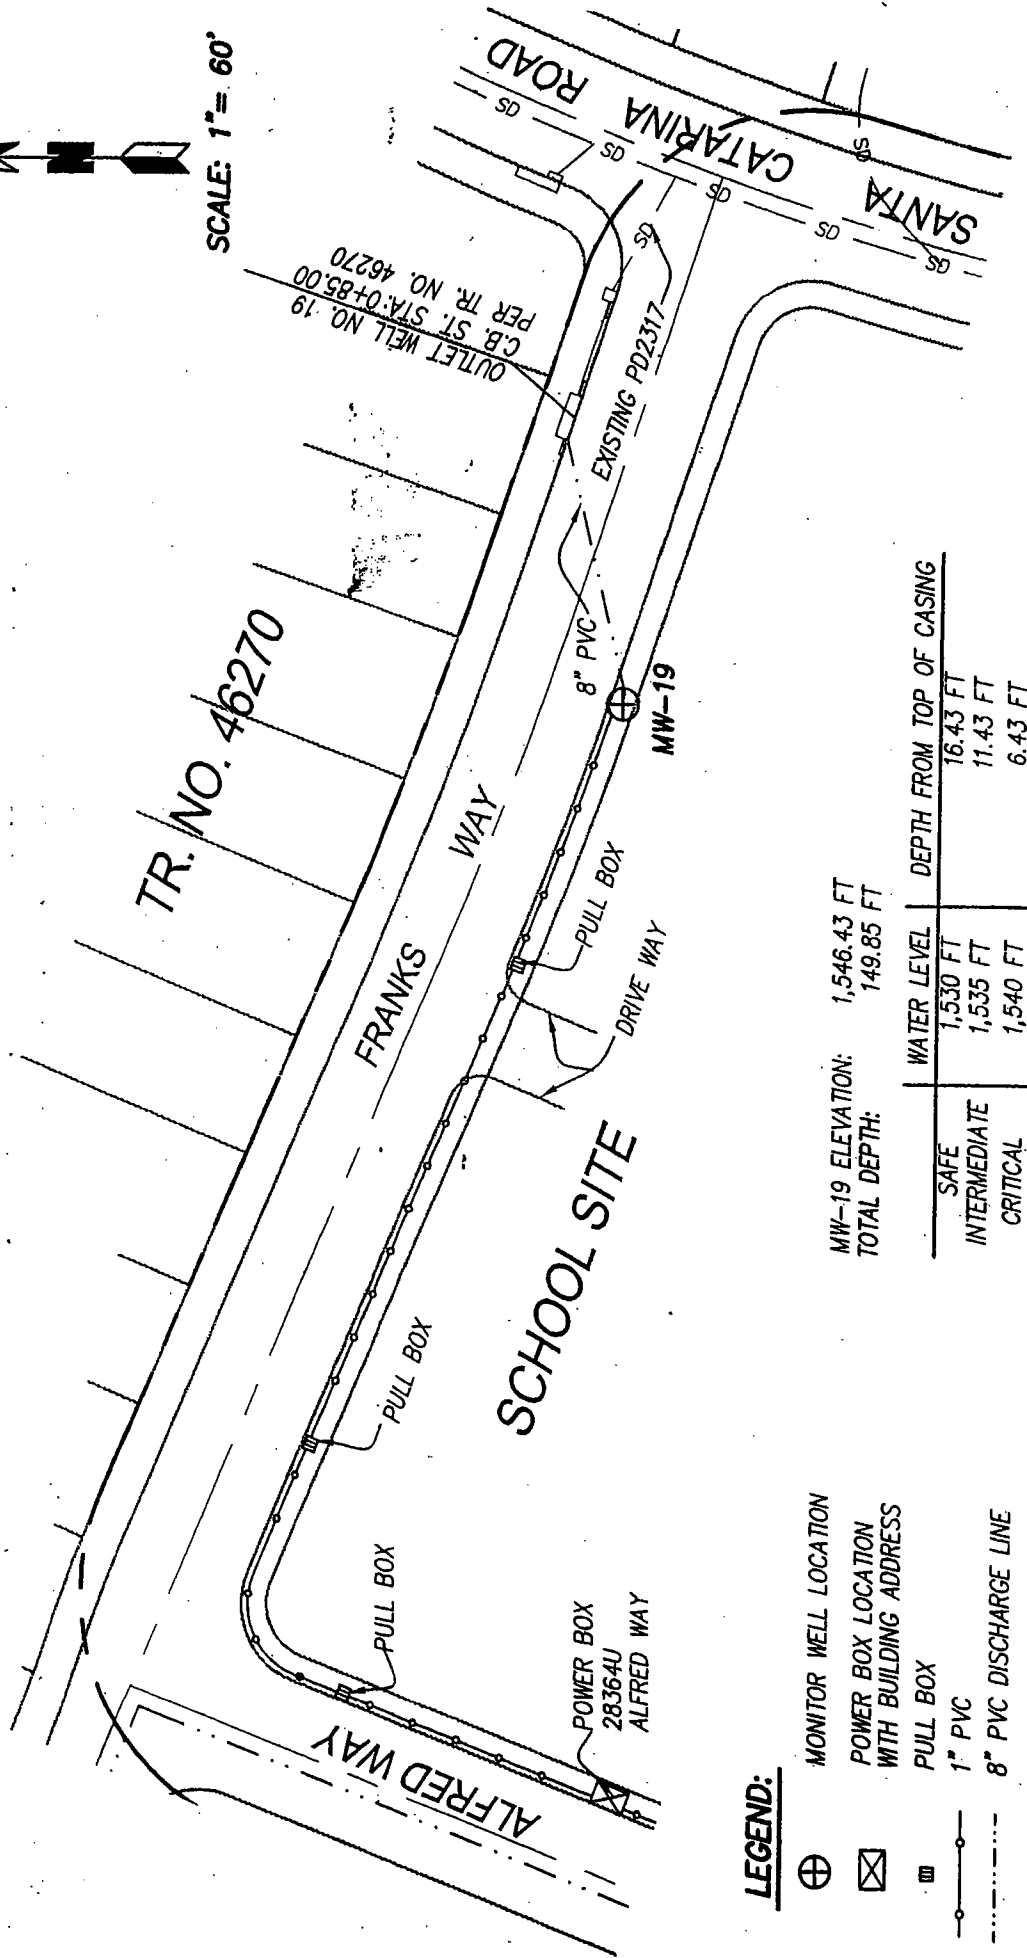 N
SCALE: 1"= 60'
TR. NO. 46270
OUTLET WELL NO. 19
C.B. ST. STA: 0+85.00
PER TR. NO. 46270
SANTA CATARINA ROAD
SD
SD
SD
SD
SD
SD
SD
EXISTING PD2317
8" PVC
MW-19
FRANKS WAY
PULL BOX
DRIVE WAY
SCHOOL SITE
PULL BOX
PULL BOX
ALFRED WAY
POWER BOX
28364U
ALFRED WAY
LEGEND:
MONITOR WELL LOCATION
POWER BOX LOCATION
WITH BUILDING ADDRESS
PULL BOX
1" PVC
8" PVC DISCHARGE LINE
MW-19 ELEVATION: 1,546.43 FT
TOTAL DEPTH: 149.85 FT
WATER LEVEL DEPTH FROM TOP OF CASING
SAFE 1,530 FT 16.43 FT
INTERMEDIATE 1,535 FT 11.43 FT
CRITICAL 1,540 FT 6.43 FT